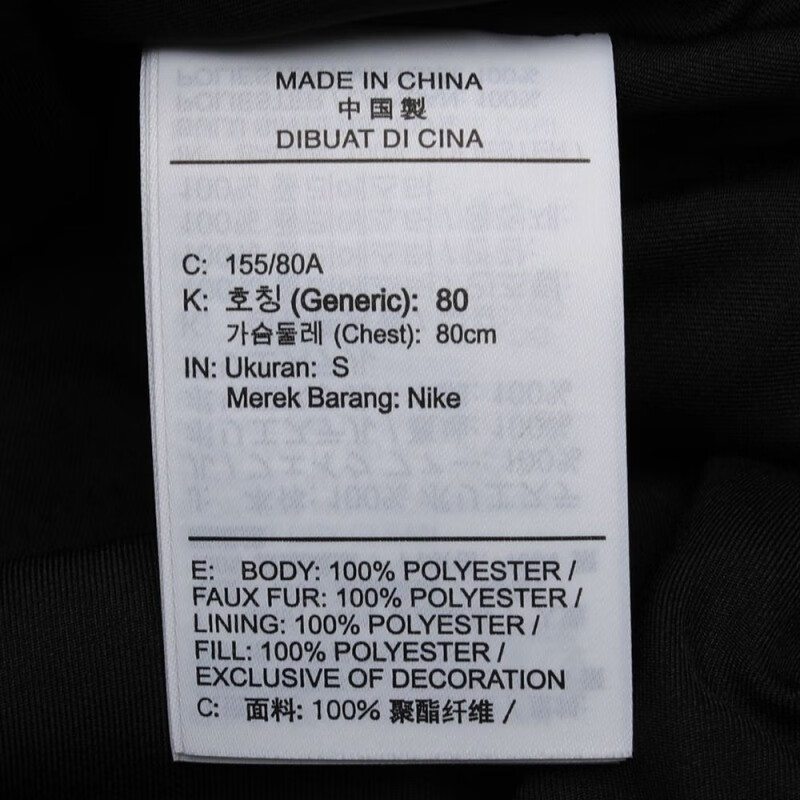 MADE IN CHINA
中国製
DIBUAT DI CINA
C: 155/80A
K: 호칭 (Generic): 80
가슴둘레 (Chest): 80cm
IN: Ukuran: S
Merek Barang: Nike
E: BODY: 100% POLYESTER /
FAUX FUR: 100% POLYESTER /
LINING: 100% POLYESTER /
FILL: 100% POLYESTER /
EXCLUSIVE OF DECORATION
C: 面料: 100% 聚酯纤维 /